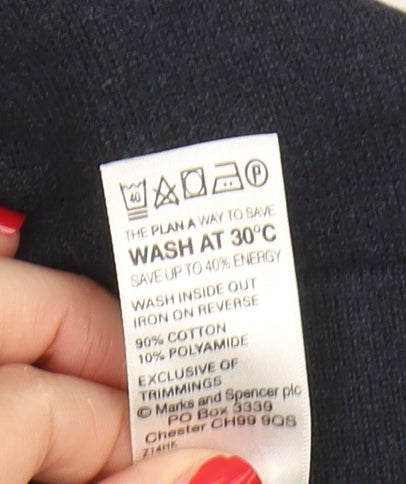 40 P
THE PLAN A WAY TO SAVE
WASH AT 30°C
SAVE UP TO 40% ENERGY
WASH INSIDE OUT
IRON ON REVERSE
90% COTTON
10% POLYAMIDE
EXCLUSIVE OF
TRIMMINGS
© Marks and Spencer plc
PO Box 3339
Chester CH99 9QS